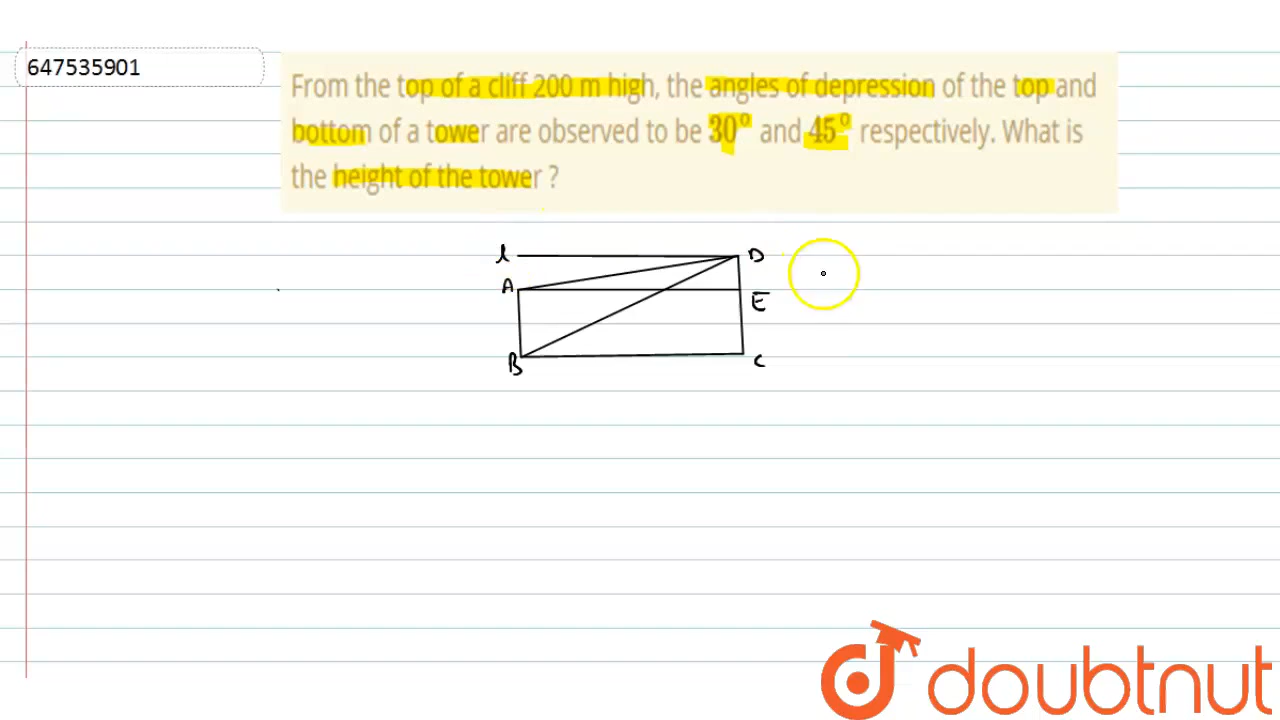 647535901
From the top of a cliff 200 m high, the angles of depression of the top and
bottom of a tower are observed to be 30° and 45° respectively. What is
the height of the tower ?
l D
A E
B C
doubtnut